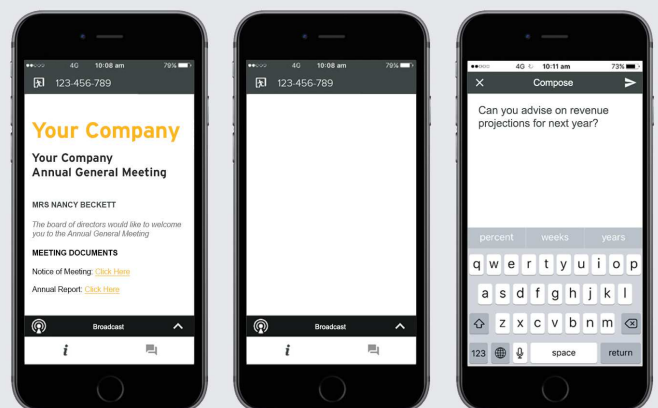 4G 10:08 am 79%
123-456-789
Your Company
Your Company
Annual General Meeting
MRS NANCY BECKETT
The board of directors would like to welcome
you to the Annual General Meeting
MEETING DOCUMENTS
Notice of Meeting: Click Here
Annual Report: Click Here
Broadcast
i
4G 10:08 am 79%
123-456-789
Broadcast
i
4G 10:11 am 73%
Compose
Can you advise on revenue
projections for next year?
percent weeks years
q w e r t y u i o p
a s d f g h j k l
z x c v b n m
123 space return